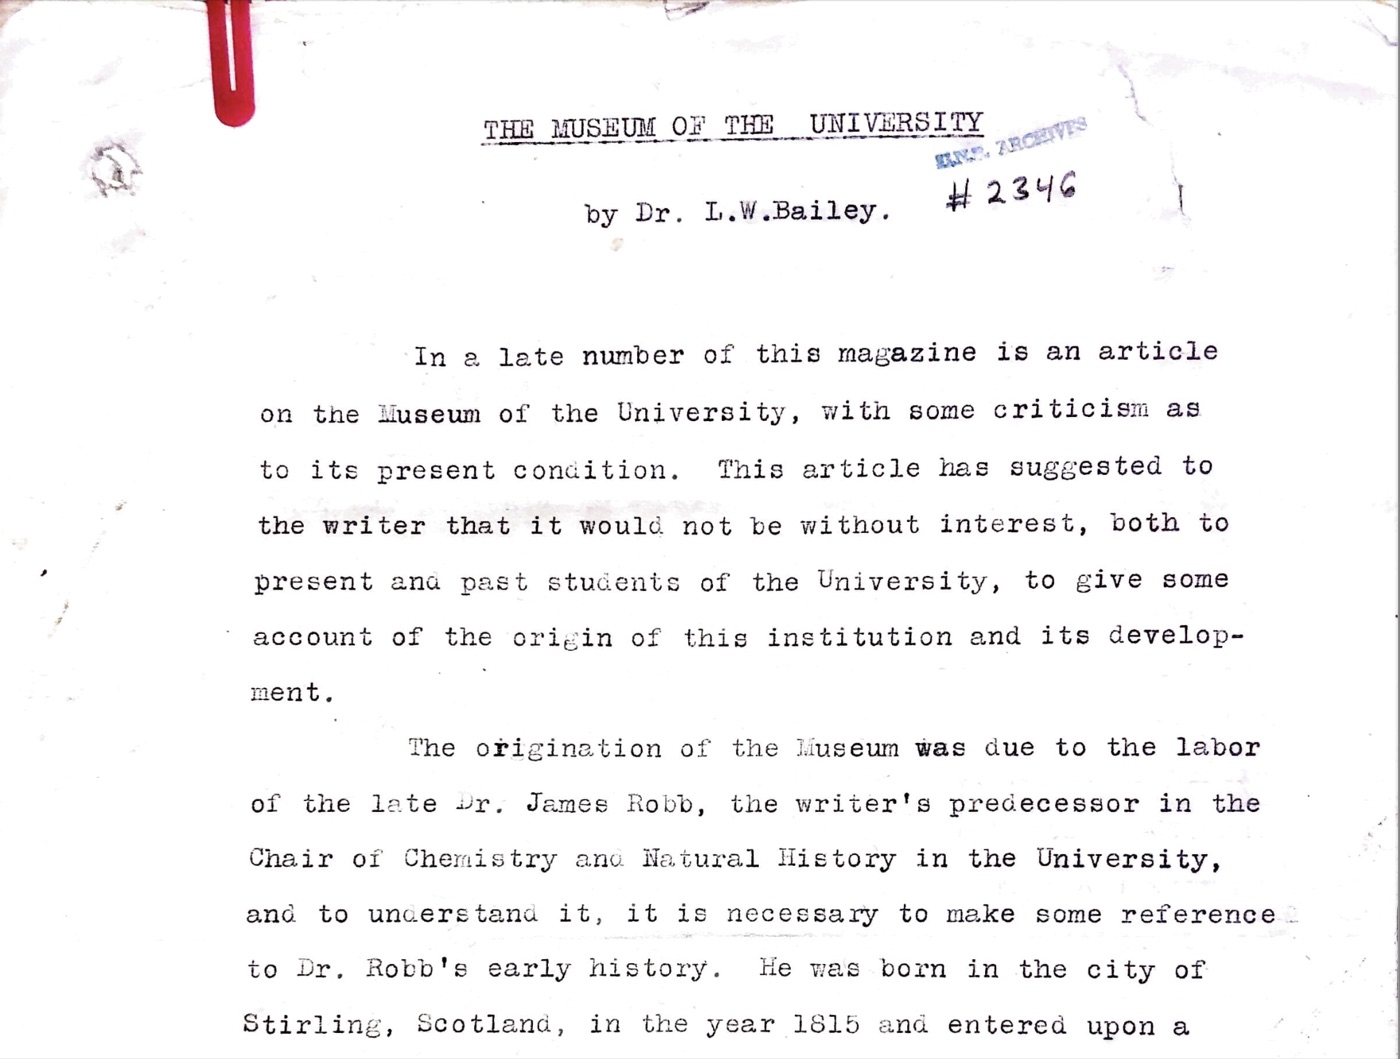 THE MUSEUM OF THE UNIVERSITY
U.N.B. ARCHIVES
#2346
by Dr. L.W.Bailey.
In a late number of this magazine is an article
on the Museum of the University, with some criticism as
to its present condition. This article has suggested to
the writer that it would not be without interest, both to
present and past students of the University, to give some
account of the origin of this institution and its develop-
ment.
The origination of the Museum was due to the labor
of the late Dr. James Robb, the writer's predecessor in the
Chair of Chemistry and Natural History in the University,
and to understand it, it is necessary to make some reference
to Dr. Robb's early history. He was born in the city of
Stirling, Scotland, in the year 1815 and entered upon a